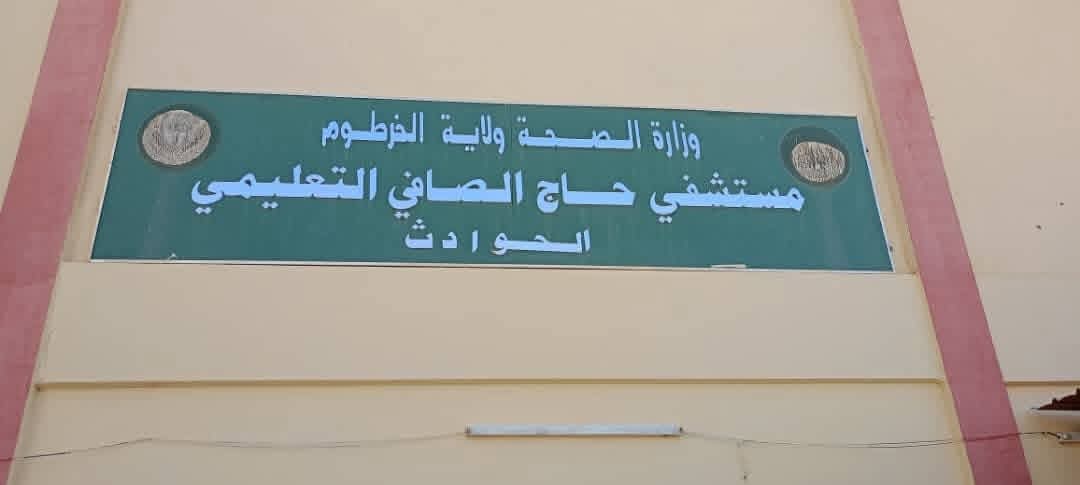 وزارة الصحة ولاية الخرطوم
مستشفي حاج الصافي التعليمي
الحوادث